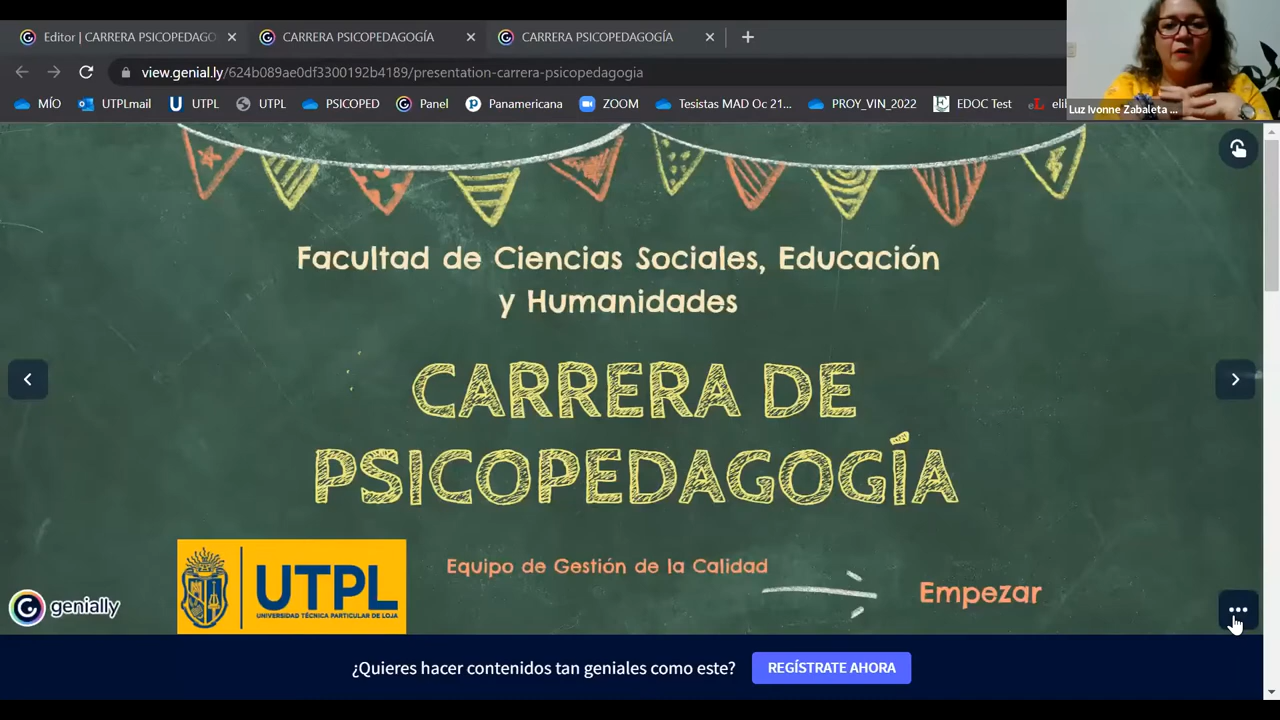 Editor | CARRERA PSICOPEDAGO
CARRERA PSICOPEDAGOGÍA
CARRERA PSICOPEDAGOGÍA
view.genial.ly/624b089ae0df3300192b4189/presentation-carrera-psicopedagogia
MÍO
UTPLmail
UTPL
UTPL
PSICOPED
Panel
Panamericana
ZOOM
Tesistas MAD Oc 21...
PROY_VIN_2022
EDOC Test
Luz Ivonne Zabaleta ...
Facultad de Ciencias Sociales, Educación
y Humanidades
CARRERA DE
PSICOPEDAGOGÍA
UTPL
UNIVERSIDAD TÉCNICA PARTICULAR DE LOJA
Equipo de Gestión de la Calidad
Empezar
genially
¿Quieres hacer contenidos tan geniales como este?
REGÍSTRATE AHORA